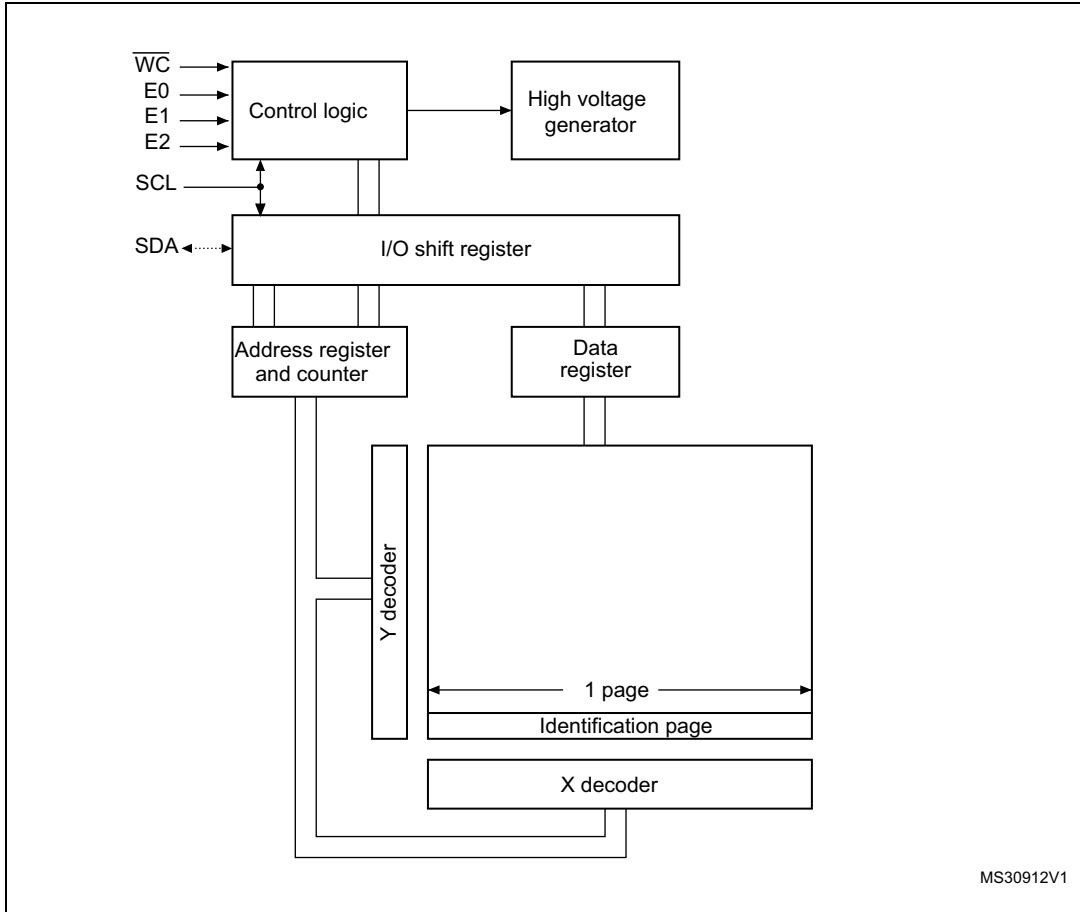 W̅C̅
E0
E1
E2
SCL
SDA
Control logic
High voltage
generator
I/O shift register
Address register
and counter
Data
register
Y decoder
1 page
Identification page
X decoder
MS30912V1